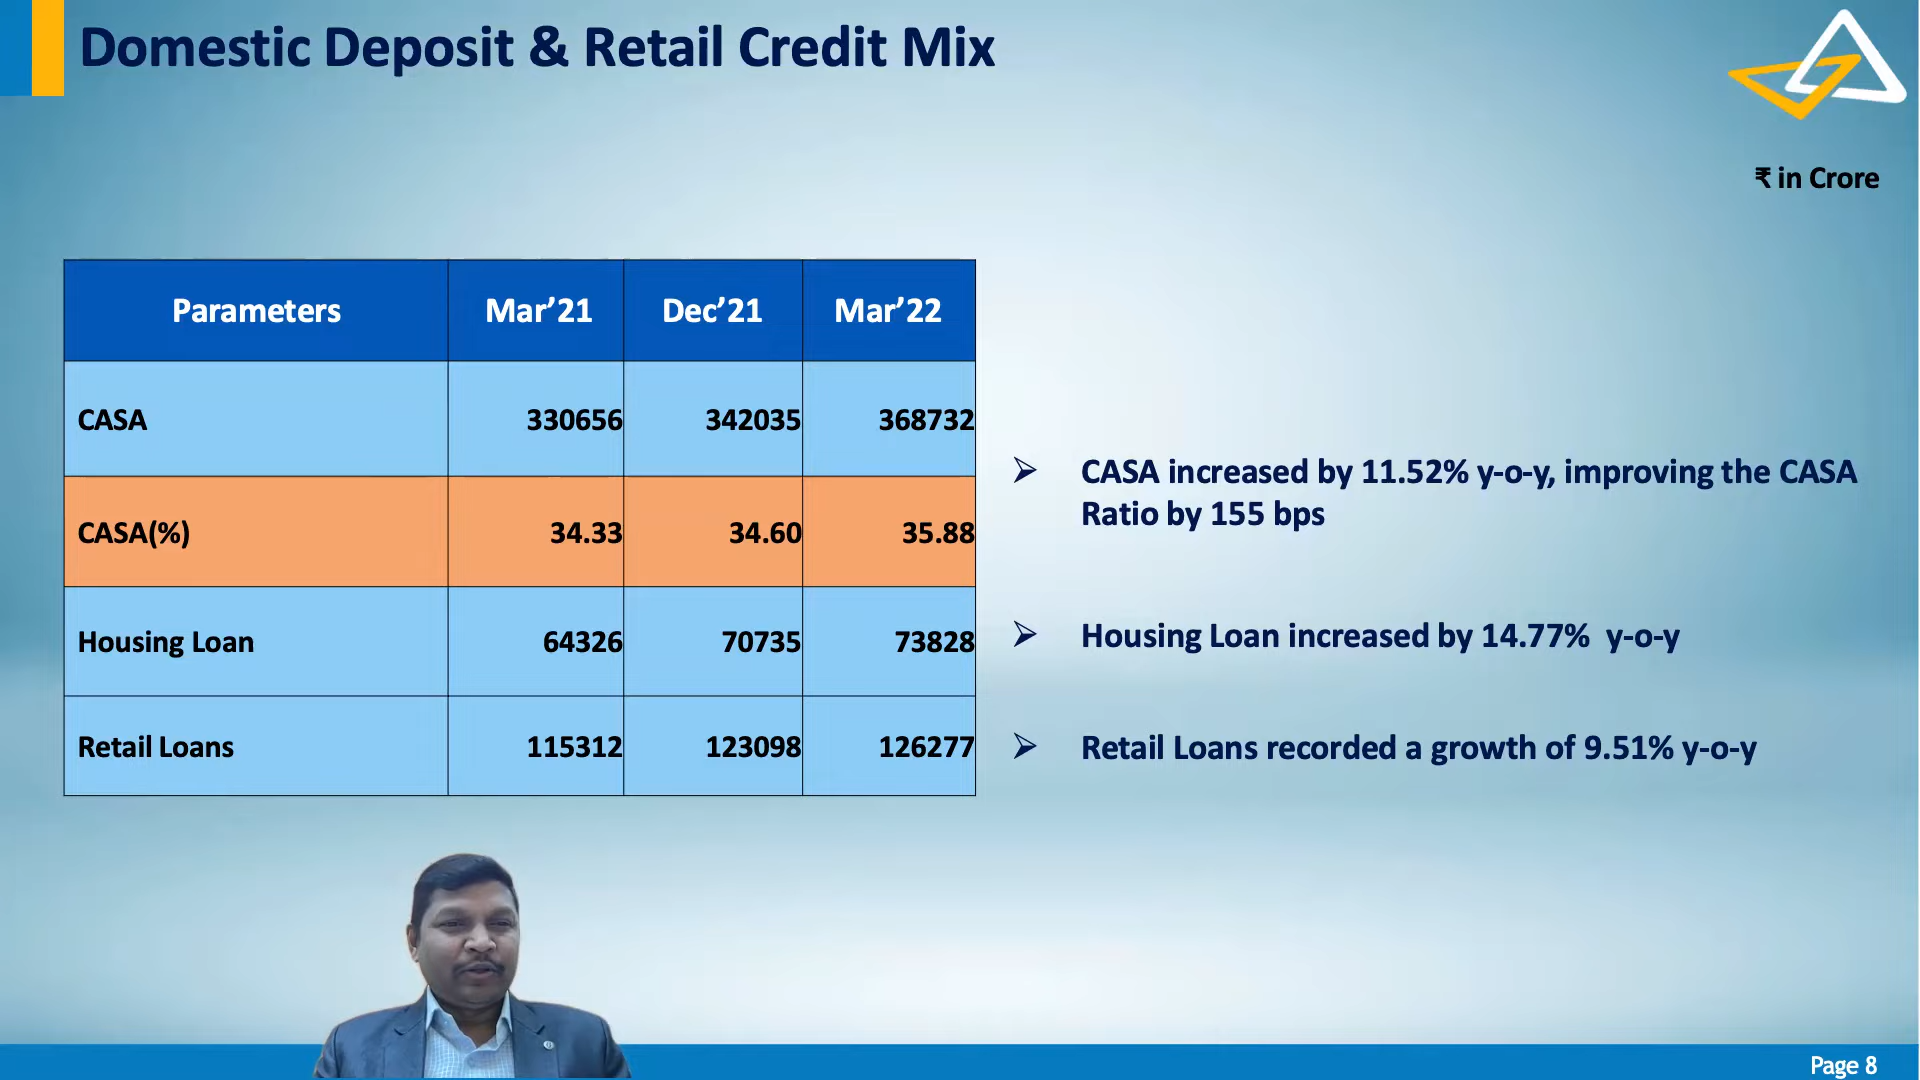 Domestic Deposit & Retail Credit Mix
₹ in Crore
Parameters Mar’21 Dec’21 Mar’22
CASA 330656 342035 368732
CASA(%) 34.33 34.60 35.88
Housing Loan 64326 70735 73828
Retail Loans 115312 123098 126277
CASA increased by 11.52% y-o-y, improving the CASA
Ratio by 155 bps
Housing Loan increased by 14.77% y-o-y
Retail Loans recorded a growth of 9.51% y-o-y
Page 8